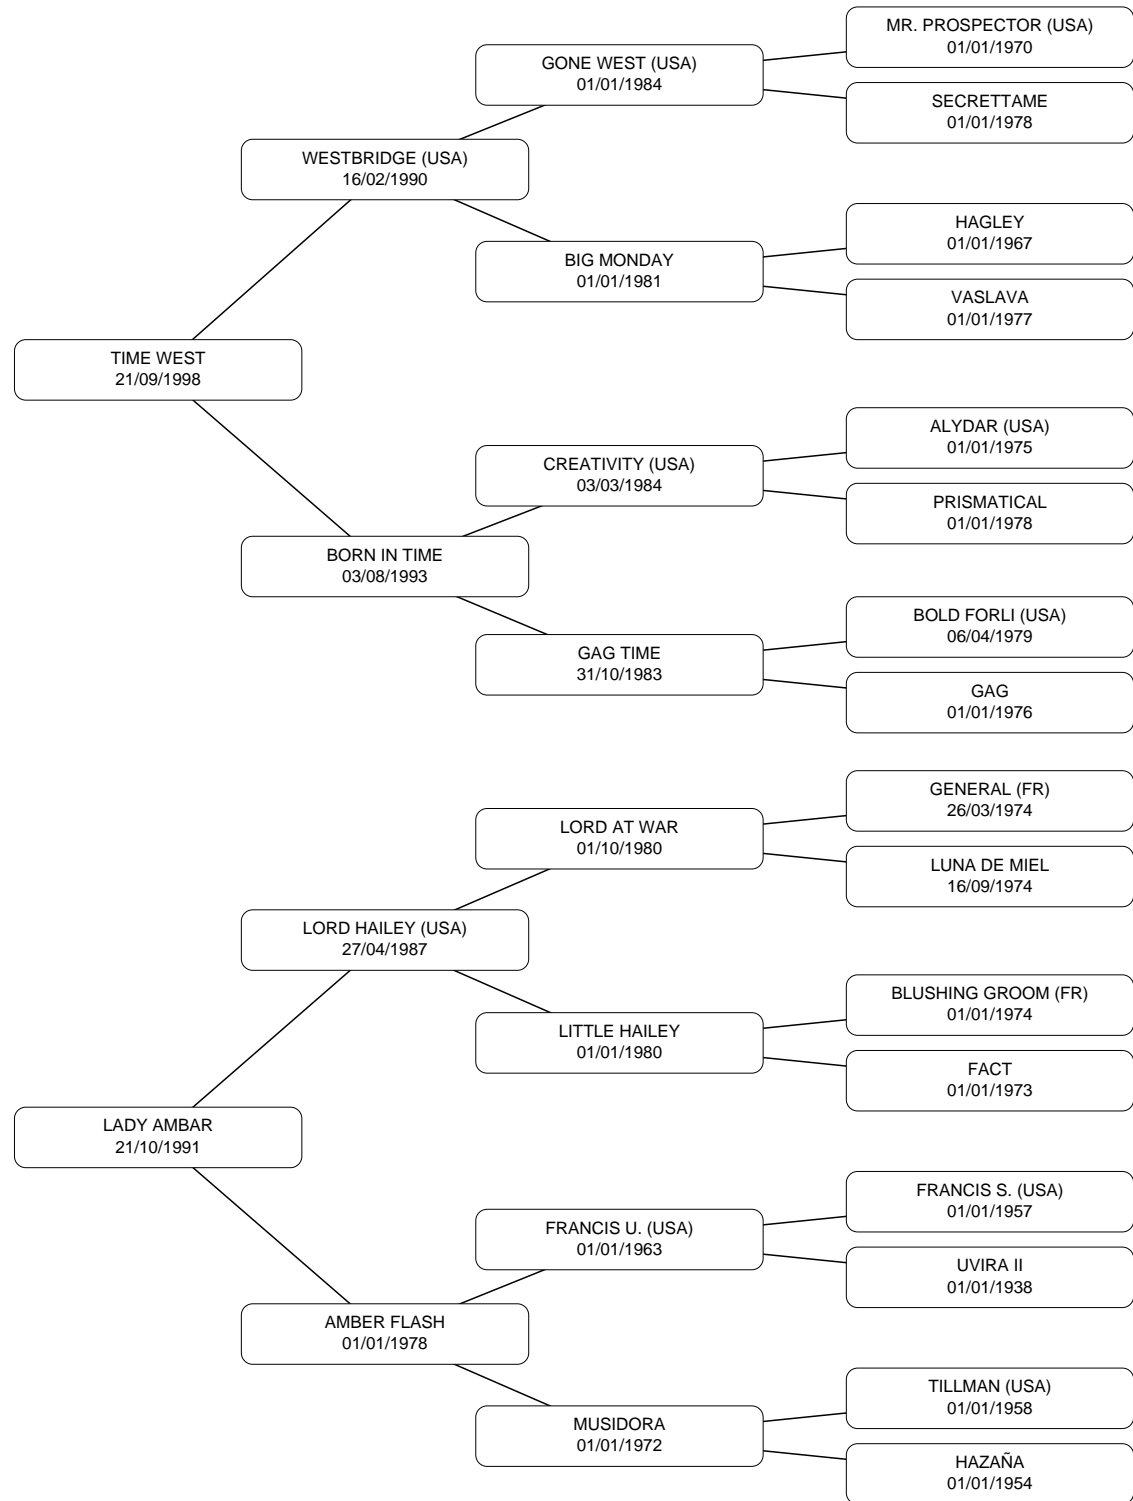 MR. PROSPECTOR (USA)
01/01/1970
GONE WEST (USA)
01/01/1984
SECRETTAME
01/01/1978
WESTBRIDGE (USA)
16/02/1990
HAGLEY
01/01/1967
BIG MONDAY
01/01/1981
VASLAVA
01/01/1977
TIME WEST
21/09/1998
ALYDAR (USA)
01/01/1975
CREATIVITY (USA)
03/03/1984
PRISMATICAL
01/01/1978
BORN IN TIME
03/08/1993
BOLD FORLI (USA)
06/04/1979
GAG TIME
31/10/1983
GAG
01/01/1976
GENERAL (FR)
26/03/1974
LORD AT WAR
01/10/1980
LUNA DE MIEL
16/09/1974
LORD HAILEY (USA)
27/04/1987
BLUSHING GROOM (FR)
01/01/1974
LITTLE HAILEY
01/01/1980
FACT
01/01/1973
LADY AMBAR
21/10/1991
FRANCIS S. (USA)
01/01/1957
FRANCIS U. (USA)
01/01/1963
UVIRA II
01/01/1938
AMBER FLASH
01/01/1978
TILLMAN (USA)
01/01/1958
MUSIDORA
01/01/1972
HAZAÑA
01/01/1954